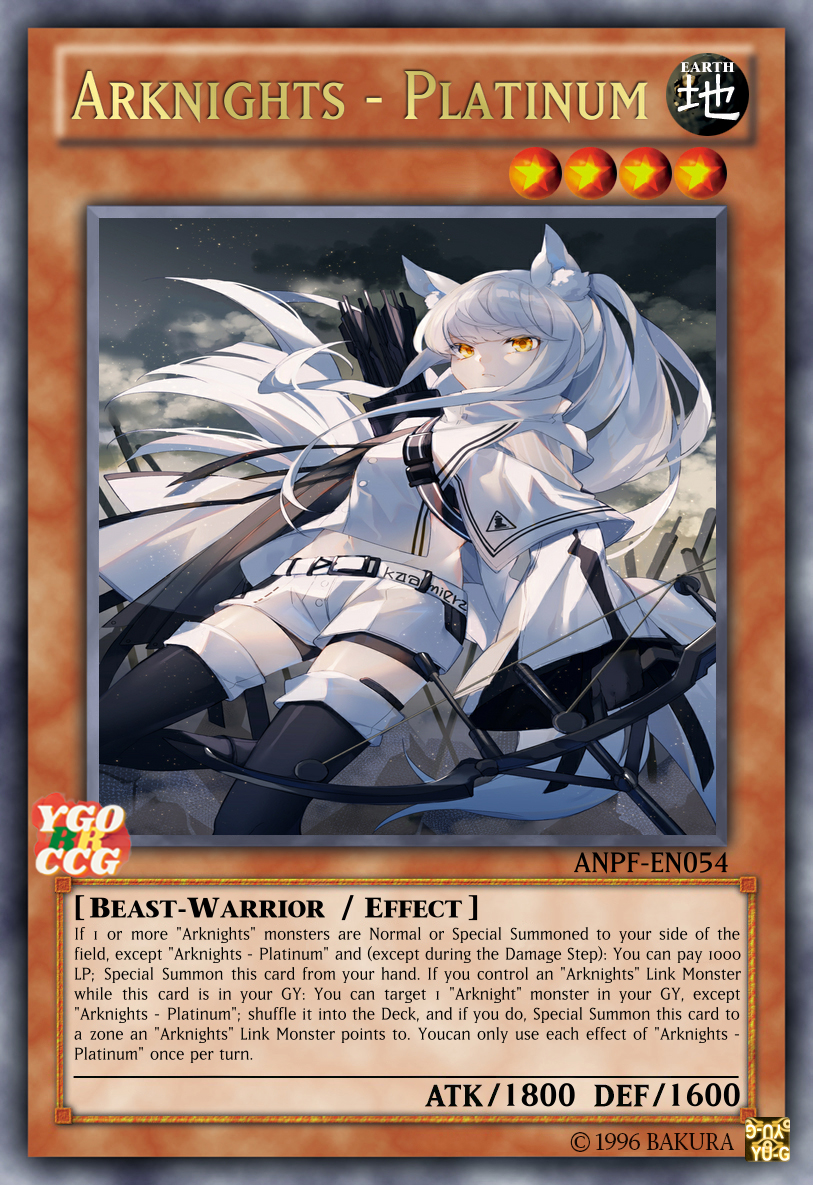 ARKNIGHTS - PLATINUM
EARTH
地
kazimierz
YGO
BR
CCG
ANPF-EN054
[ BEAST-WARRIOR / EFFECT ]
If 1 or more "Arknights" monsters are Normal or Special Summoned to your side of the
field, except "Arknights - Platinum" and (except during the Damage Step): You can pay 1000
LP; Special Summon this card from your hand. If you control an "Arknights" Link Monster
while this card is in your GY: You can target 1 "Arknight" monster in your GY, except
"Arknights - Platinum"; shuffle it into the Deck, and if you do, Special Summon this card to
a zone an "Arknights" Link Monster points to. Youcan only use each effect of "Arknights -
Platinum" once per turn.
ATK/1800 DEF/1600
© 1996 BAKURA